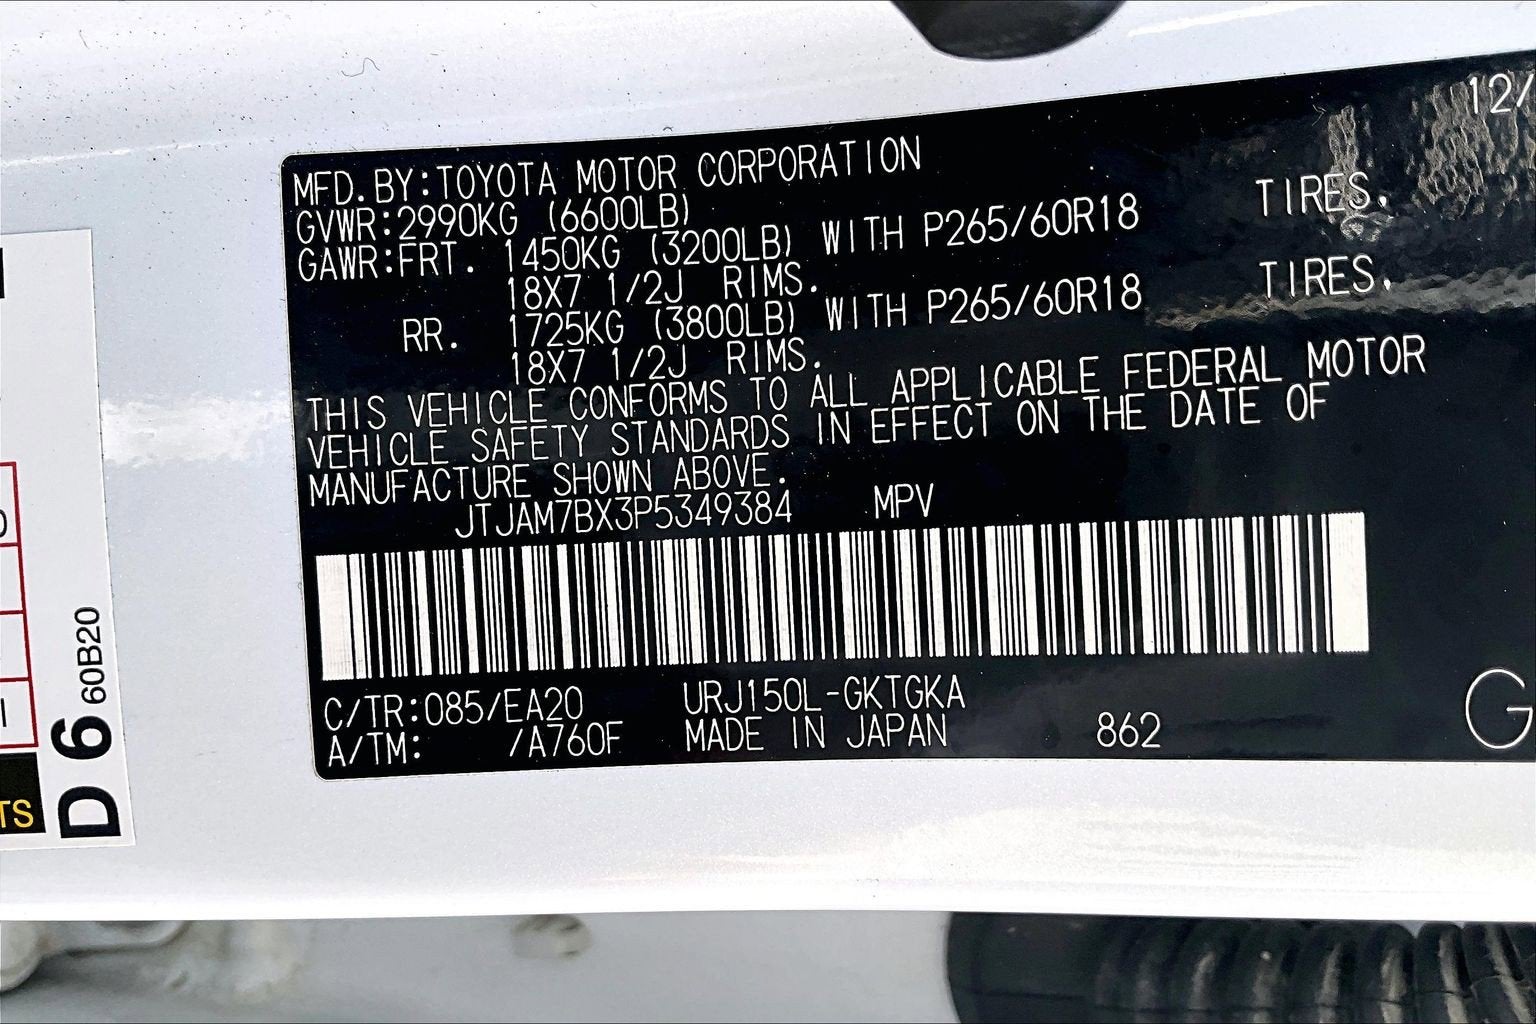 12/
MFD. BY: TOYOTA MOTOR CORPORATION
GVWR: 2990KG (6600LB)
GAWR: FRT. 1450KG (3200LB) WITH P265/60R18 TIRES.
18X7 1/2J RIMS.
RR. 1725KG (3800LB) WITH P265/60R18 TIRES.
18X7 1/2J RIMS.
THIS VEHICLE CONFORMS TO ALL APPLICABLE FEDERAL MOTOR
VEHICLE SAFETY STANDARDS IN EFFECT ON THE DATE OF
MANUFACTURE SHOWN ABOVE.
JTJAM7BX3P5349384 MPV
C/TR: 085/EA20 URJ150L-GKTGKA
A/TM: /A760F MADE IN JAPAN 862
G
D 6 60B20
TS